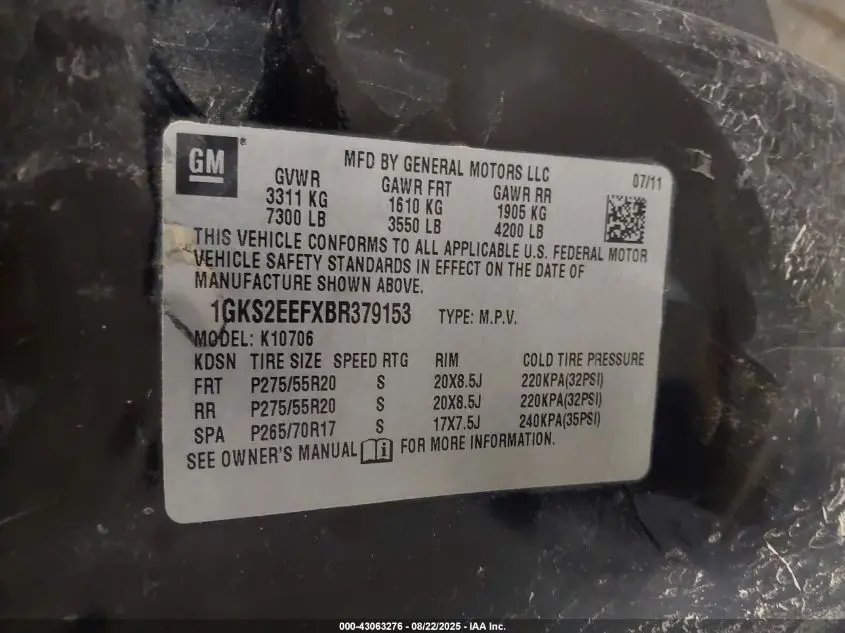 GM
MFD BY GENERAL MOTORS LLC
07/11
GVWR GAWR FRT GAWR RR
3311 KG 1610 KG 1905 KG
7300 LB 3550 LB 4200 LB
THIS VEHICLE CONFORMS TO ALL APPLICABLE U.S. FEDERAL MOTOR
VEHICLE SAFETY STANDARDS IN EFFECT ON THE DATE OF
MANUFACTURE SHOWN ABOVE.
1GKS2EEFXBR379153 TYPE: M.P.V.
MODEL: K10706
KDSN TIRE SIZE SPEED RTG RIM COLD TIRE PRESSURE
FRT P275/55R20 S 20X8.5J 220KPA(32PSI)
RR P275/55R20 S 20X8.5J 220KPA(32PSI)
SPA P265/70R17 S 17X7.5J 240KPA(35PSI)
SEE OWNER'S MANUAL FOR MORE INFORMATION.
000-43063276 - 08/22/2025 - IAA Inc.